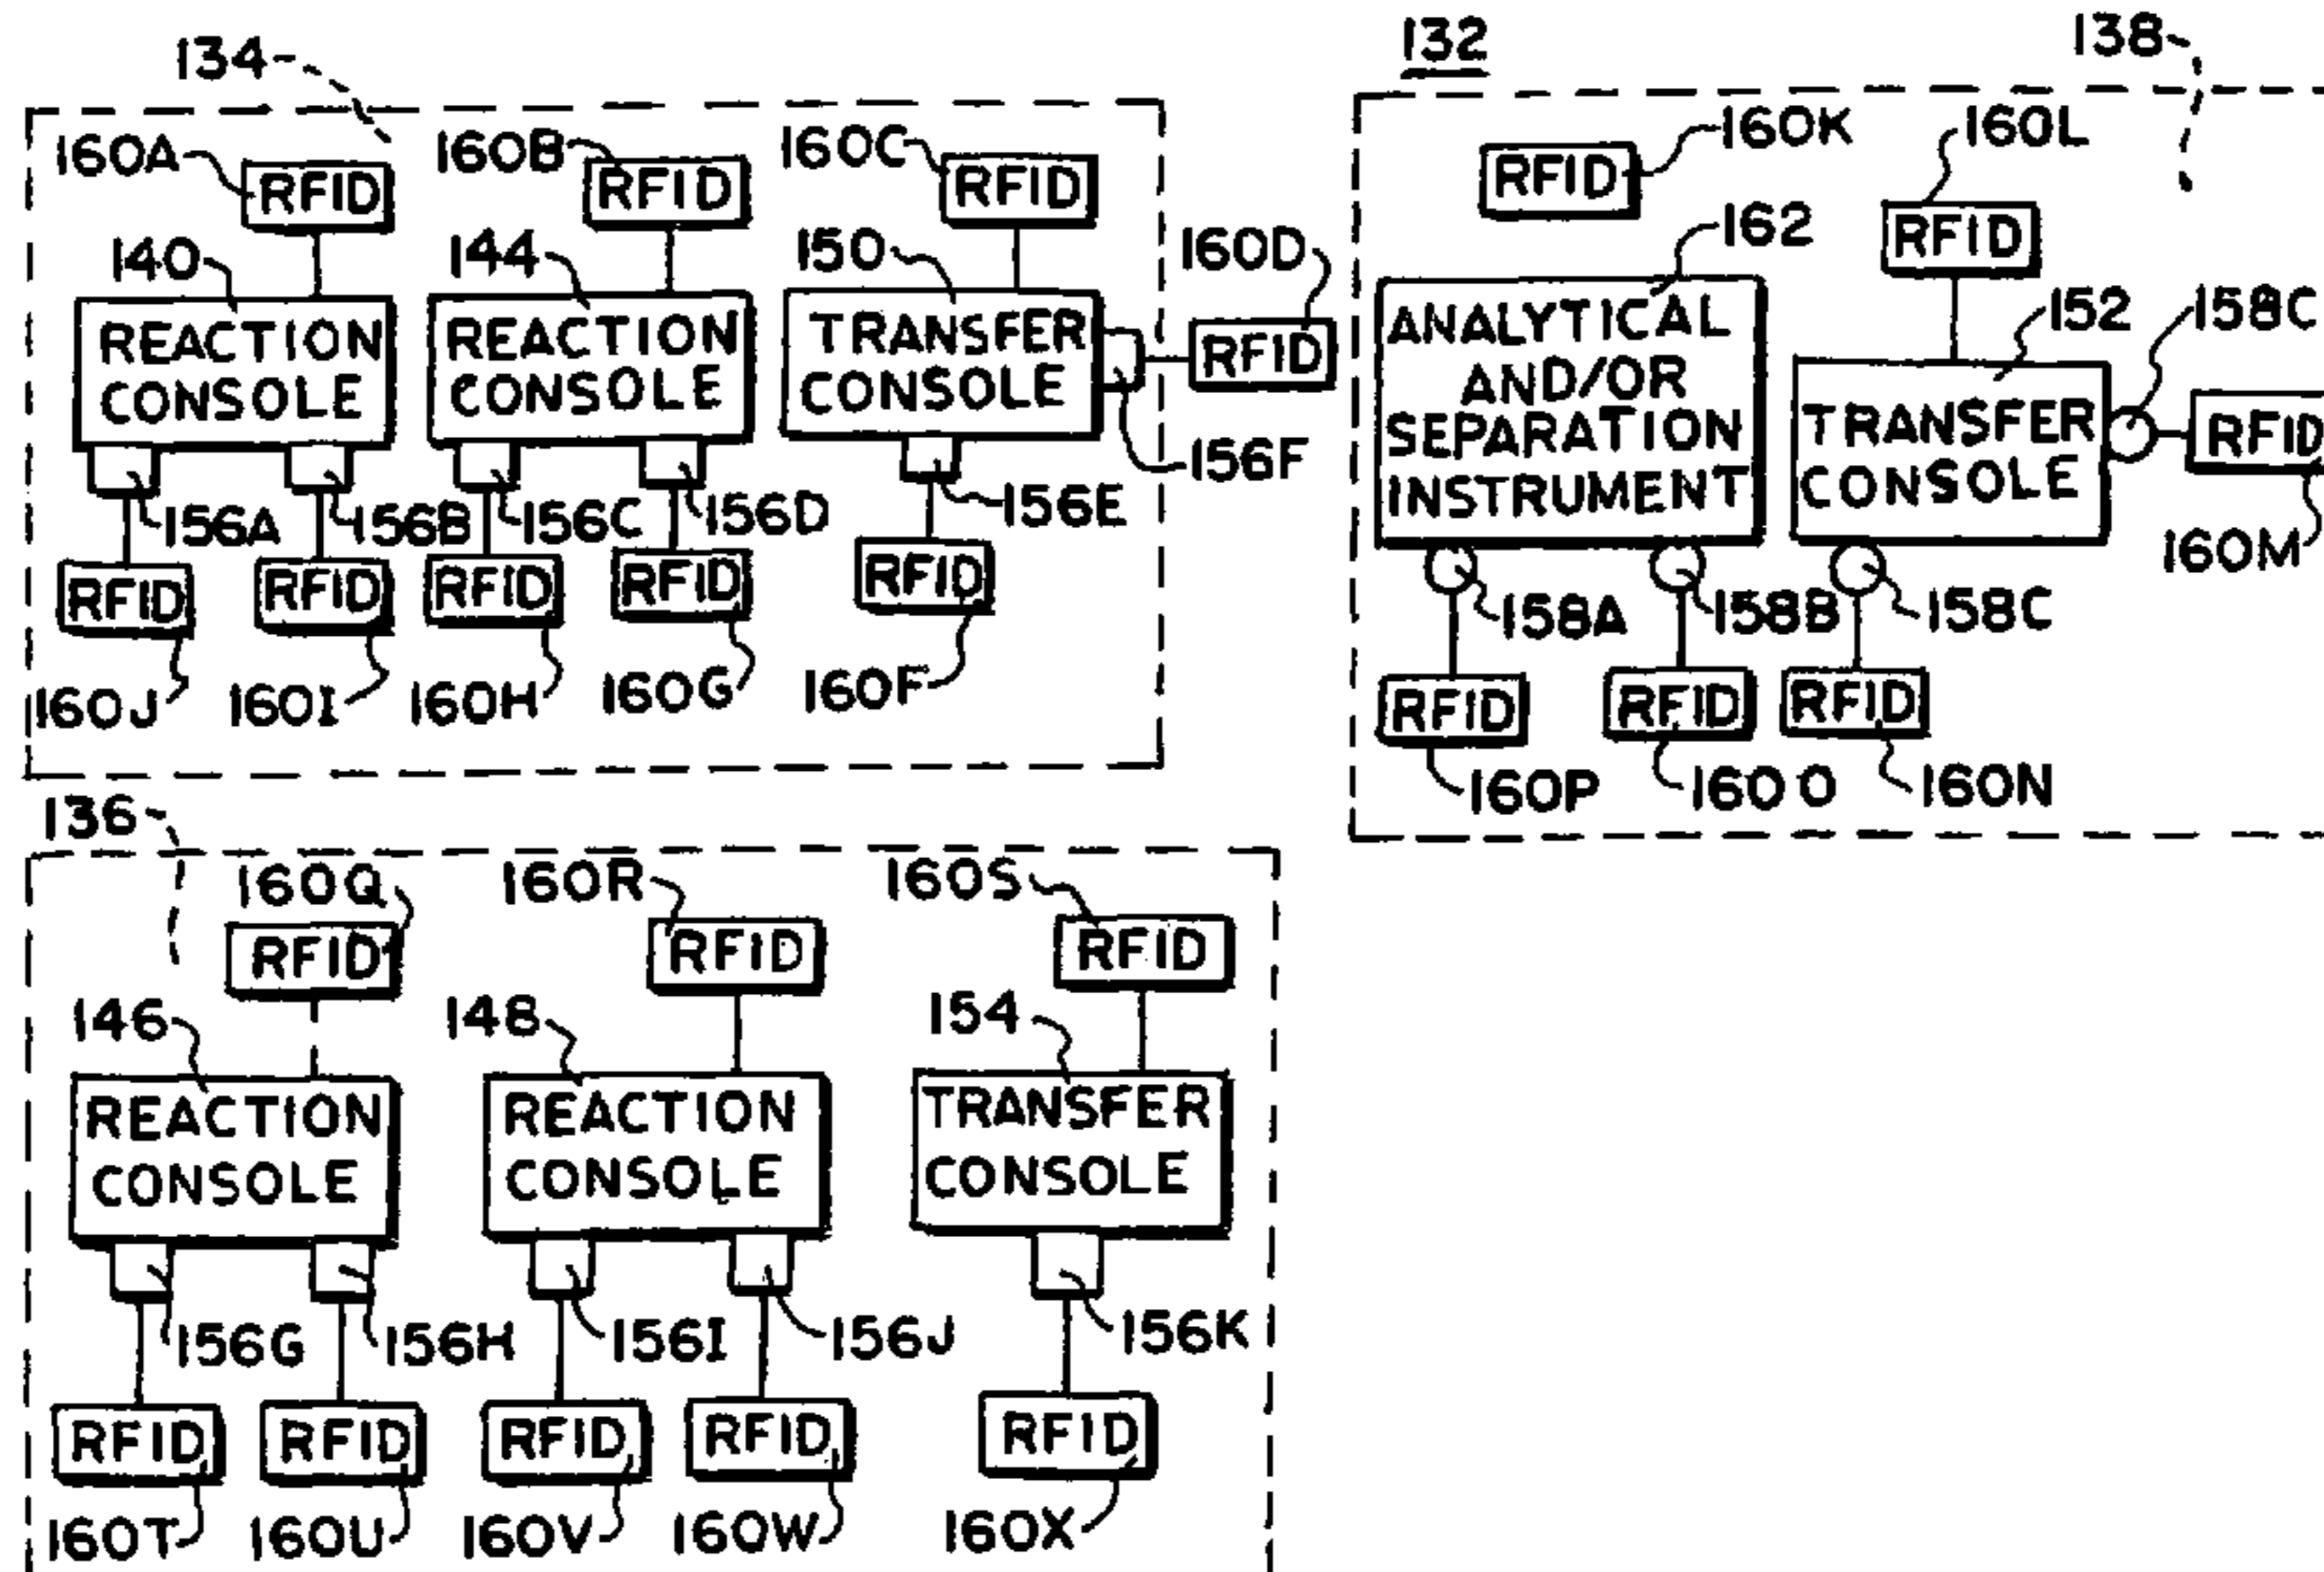 134
132
138
160A
160B
160C
160K
160L
RFID
RFID
RFID
RFID
RFID
140
144
150
160D
162
152
158C
REACTION
CONSOLE
REACTION
CONSOLE
TRANSFER
CONSOLE
RFID
ANALYTICAL
AND/OR
SEPARATION
INSTRUMENT
TRANSFER
CONSOLE
RFID
156F
156A
156B
156C
156D
156E
160M
RFID
RFID
RFID
RFID
RFID
158A
158B
158C
160J
160I
160H
160G
160F
RFID
RFID
RFID
160P
160O
160N
136
160Q
160R
160S
RFID
RFID
RFID
146
148
154
REACTION
CONSOLE
REACTION
CONSOLE
TRANSFER
CONSOLE
156G
156H
156I
156J
156K
RFID
RFID
RFID
RFID
RFID
160T
160U
160V
160W
160X